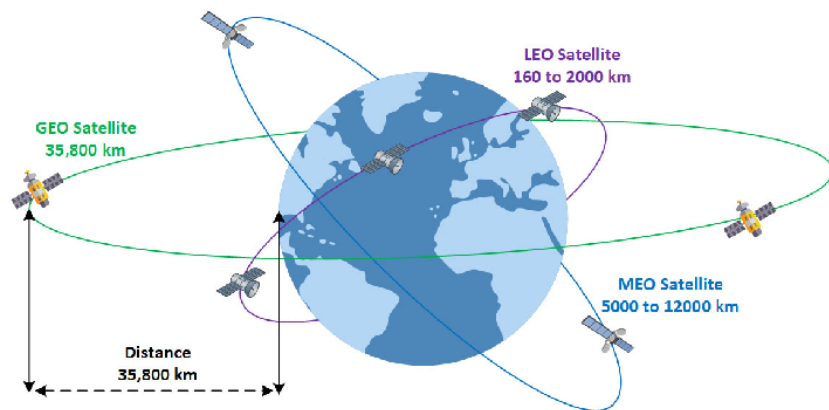 LEO Satellite
160 to 2000 km
GEO Satellite
35,800 km
MEO Satellite
5000 to 12000 km
Distance
35,800 km